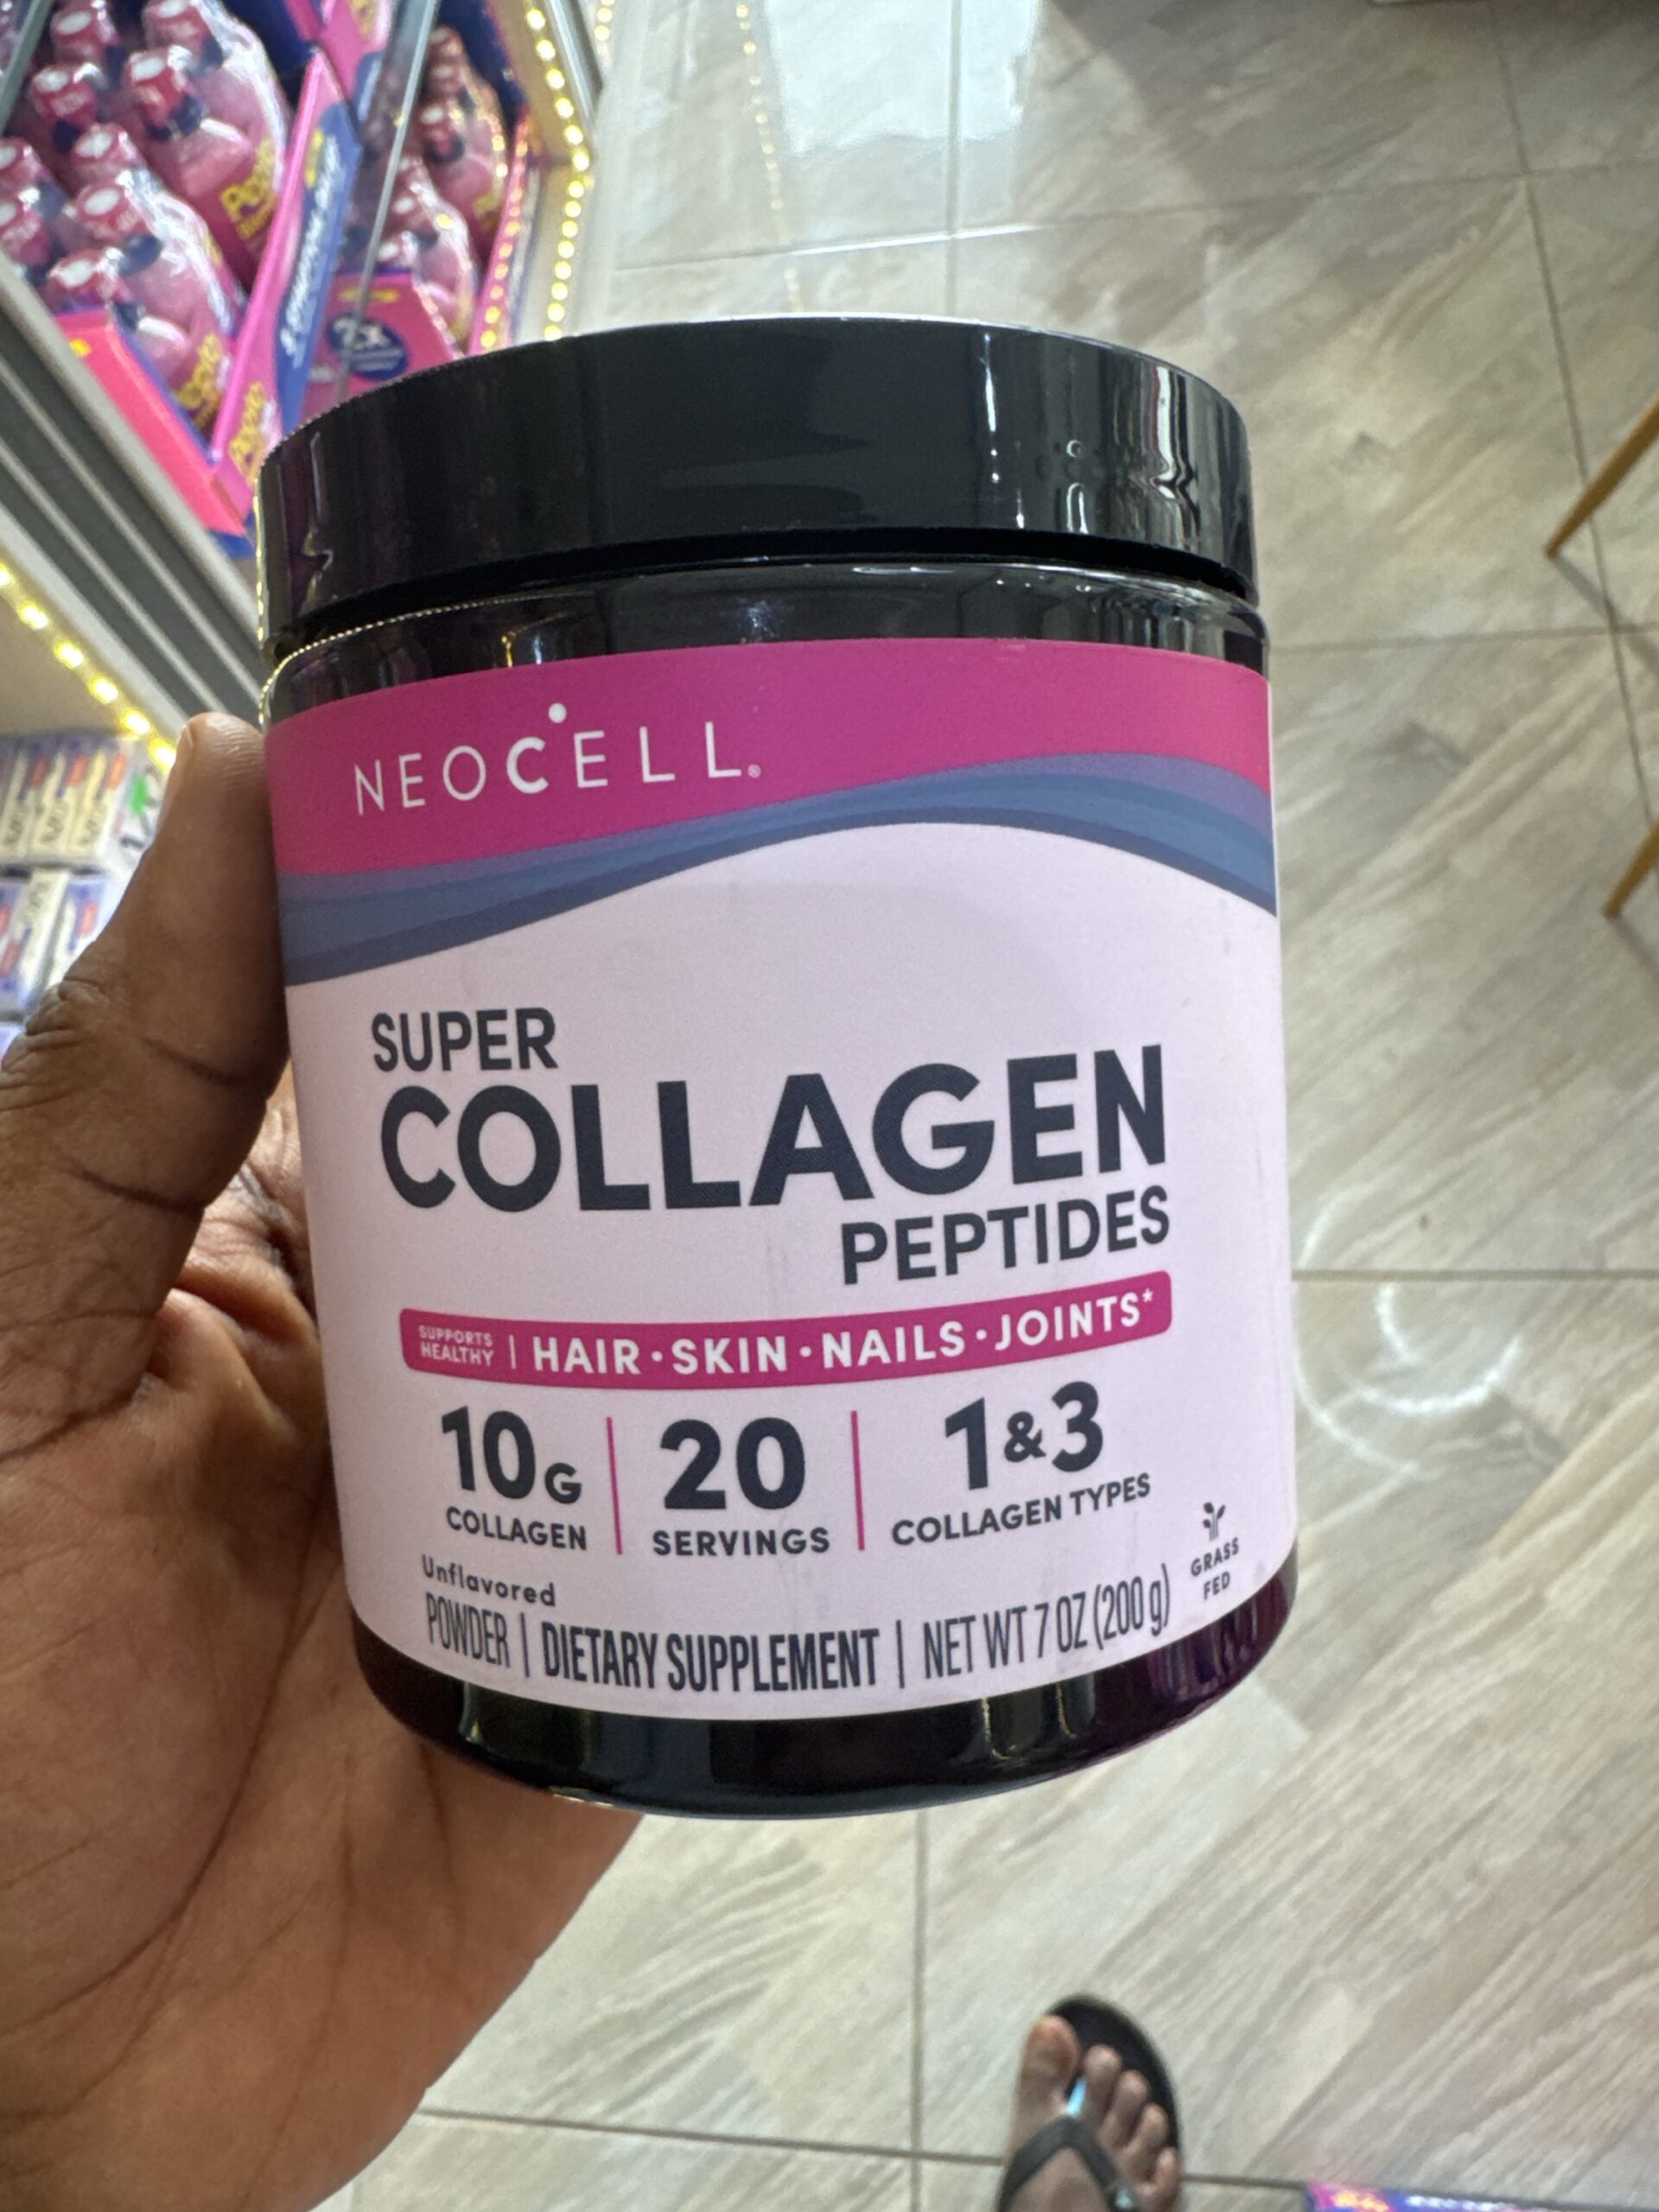 NEOCELL®
SUPER
COLLAGEN
PEPTIDES
SUPPORTS
HEALTHY
HAIR · SKIN · NAILS · JOINTS*
10G
COLLAGEN
20
SERVINGS
1&3
COLLAGEN TYPES
GRASS
FED
Unflavored
POWDER | DIETARY SUPPLEMENT | NET WT 7 OZ (200 g)
2x